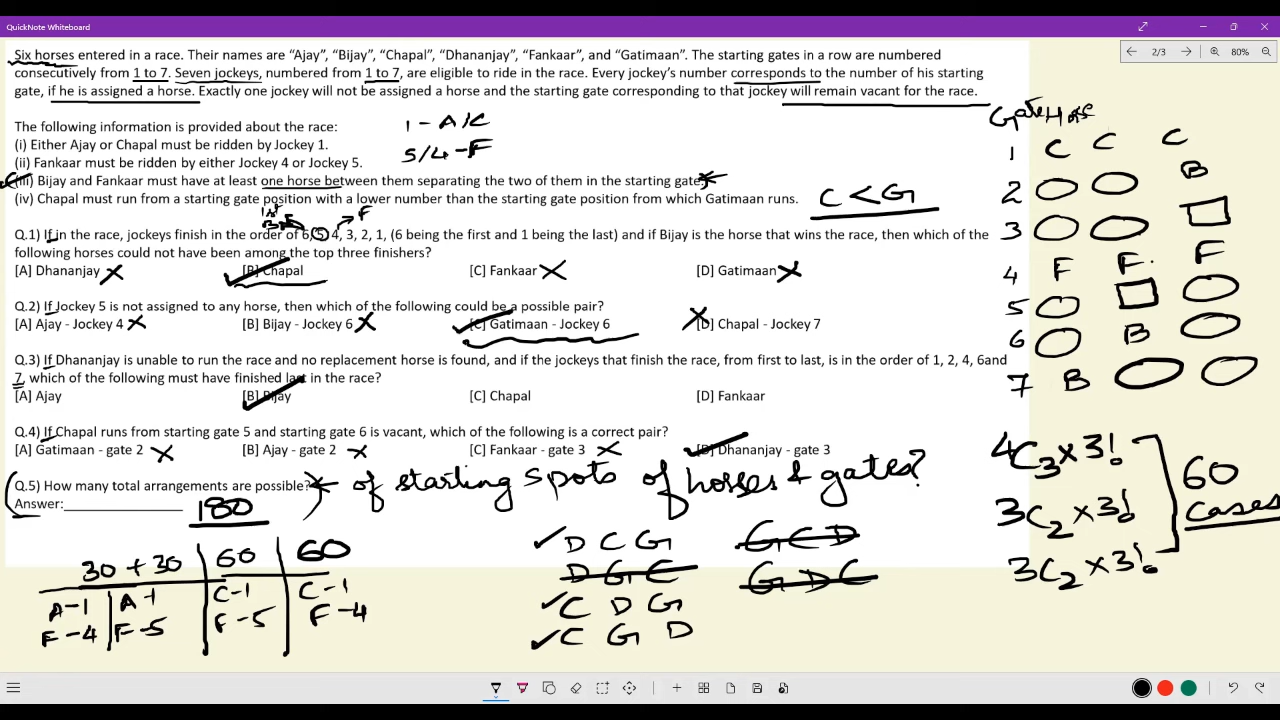 QuickNote Whiteboard
2/3
80%
Six horses entered in a race. Their names are “Ajay”, “Bijay”, “Chapal”, “Dhananjay”, “Fankaar”, and “Gatimaan”. The starting gates in a row are numbered
consecutively from 1 to 7. Seven jockeys, numbered from 1 to 7, are eligible to ride in the race. Every jockey’s number corresponds to the number of his starting
gate, if he is assigned a horse. Exactly one jockey will not be assigned a horse and the starting gate corresponding to that jockey will remain vacant for the race.
The following information is provided about the race:
(i) Either Ajay or Chapal must be ridden by Jockey 1.
(ii) Fankaar must be ridden by either Jockey 4 or Jockey 5.
(iii) Bijay and Fankaar must have at least one horse between them separating the two of them in the starting gate.
(iv) Chapal must run from a starting gate position with a lower number than the starting gate position from which Gatimaan runs.
1 - A/C
5/4 - F
C < G
F
Q.1) If in the race, jockeys finish in the order of 6, 5, 4, 3, 2, 1, (6 being the first and 1 being the last) and if Bijay is the horse that wins the race, then which of the
following horses could not have been among the top three finishers?
[A] Dhananjay [B] Chapal [C] Fankaar [D] Gatimaan
Q.2) If Jockey 5 is not assigned to any horse, then which of the following could be a possible pair?
[A] Ajay - Jockey 4 [B] Bijay - Jockey 6 [C] Gatimaan - Jockey 6 [D] Chapal - Jockey 7
Q.3) If Dhananjay is unable to run the race and no replacement horse is found, and if the jockeys that finish the race, from first to last, is in the order of 1, 2, 4, 6and
7, which of the following must have finished last in the race?
[A] Ajay [B] Bijay [C] Chapal [D] Fankaar
Q.4) If Chapal runs from starting gate 5 and starting gate 6 is vacant, which of the following is a correct pair?
[A] Gatimaan - gate 2 [B] Ajay - gate 2 [C] Fankaar - gate 3 [D] Dhananjay - gate 3
Q.5) How many total arrangements are possible? of starting spots of horses & gates?
Answer: 180
30 + 30 60 60
A-1 A-1 C-1 C-1
F-4 F-5 F-5 F-4
D C G G C D
D G C G D C
C D G
C G D
Gate Horse
1 C C C
2 B
3
4 F F F
5
6 B
7 B
4C3 x 3!
3C2 x 3!
3C2 x 3!
60
cases